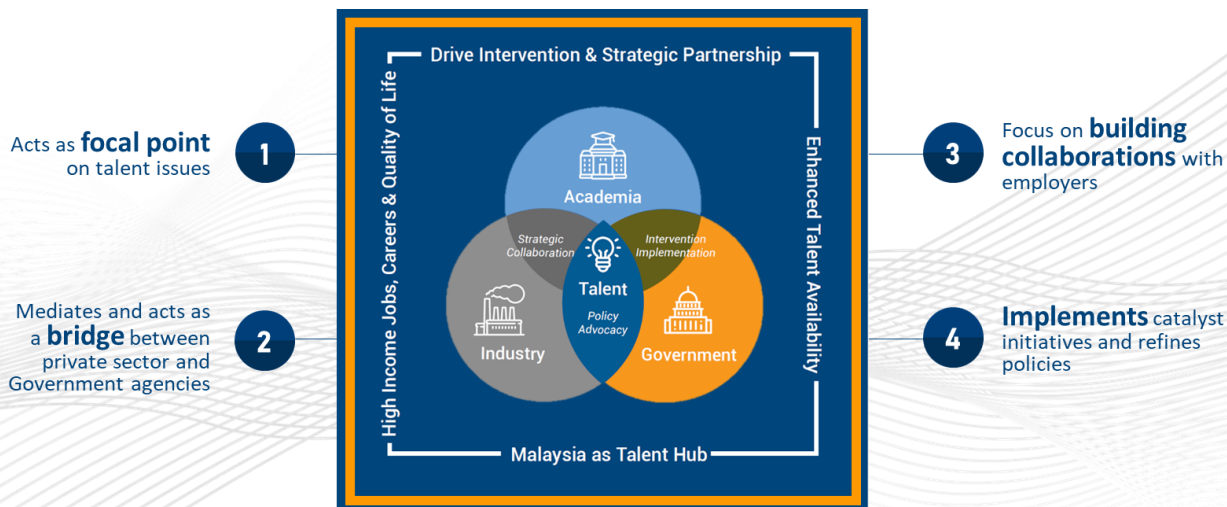 Acts as focal point
on talent issues
1
Mediates and acts as
a bridge between
private sector and
Government agencies
2
Drive Intervention & Strategic Partnership
High Income Jobs, Careers & Quality of Life
Enhanced Talent Availability
Malaysia as Talent Hub
Academia
Strategic
Collaboration
Intervention
Implementation
Talent
Policy
Advocacy
Industry
Government
3
Focus on building
collaborations with
employers
4
Implements catalyst
initiatives and refines
policies